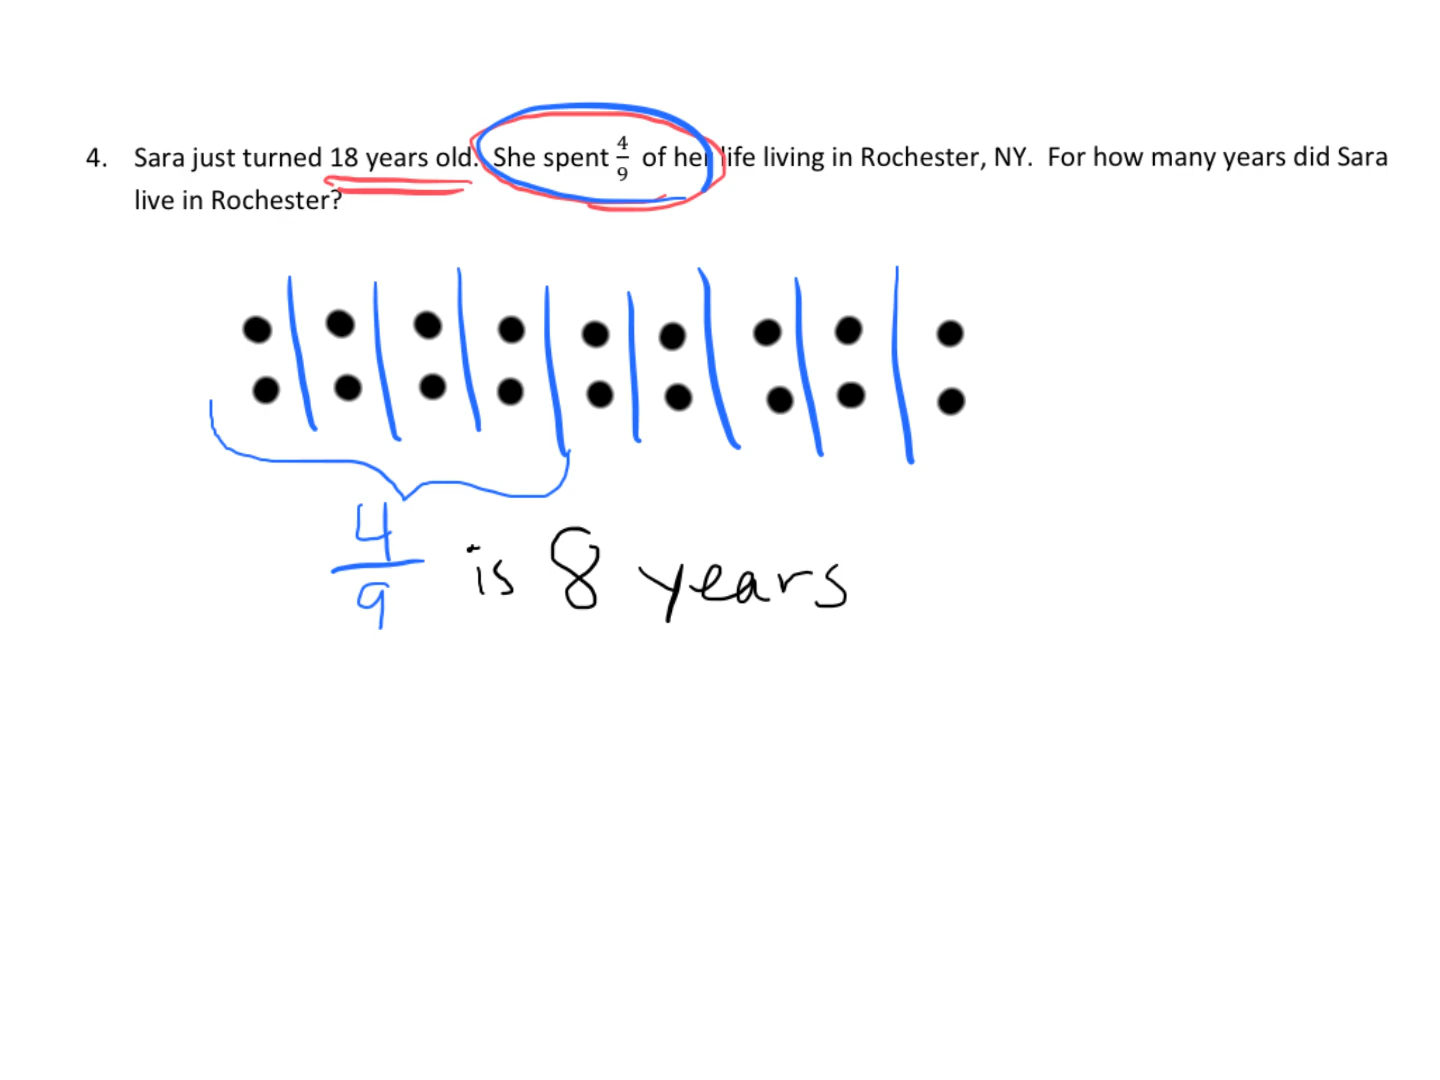 4. Sara just turned 18 years old. She spent 4/9 of her life living in Rochester, NY. For how many years did Sara
live in Rochester?
4/9 is 8 years